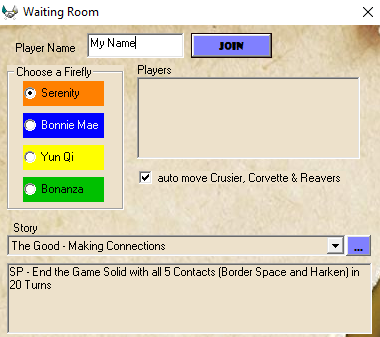 Waiting Room
Player Name
My Name
JOIN
Choose a Firefly
Serenity
Bonnie Mae
Yun Qi
Bonanza
Players
auto move Crusier, Corvette & Reavers
Story
The Good - Making Connections
...
SP - End the Game Solid with all 5 Contacts (Border Space and Harken) in
20 Turns